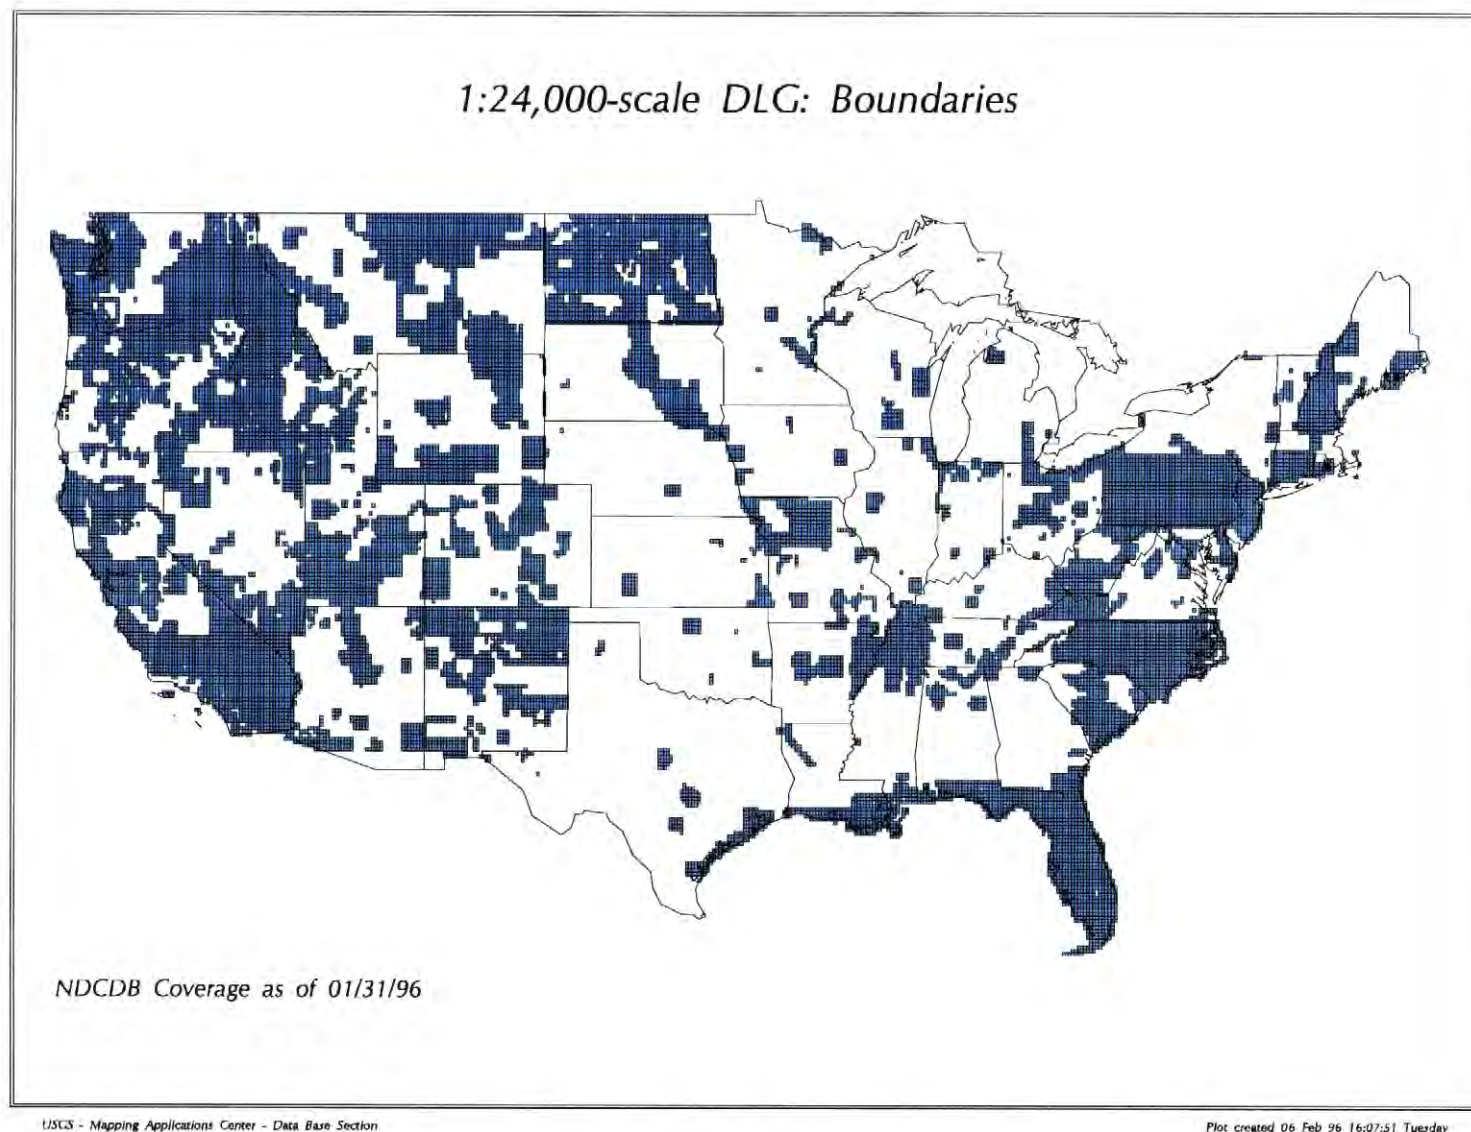 1:24,000-scale DLG: Boundaries
NDCDB Coverage as of 01/31/96
USGS - Mapping Applications Center - Data Base Section
Plot created 06 Feb 96 16:07:51 Tuesday